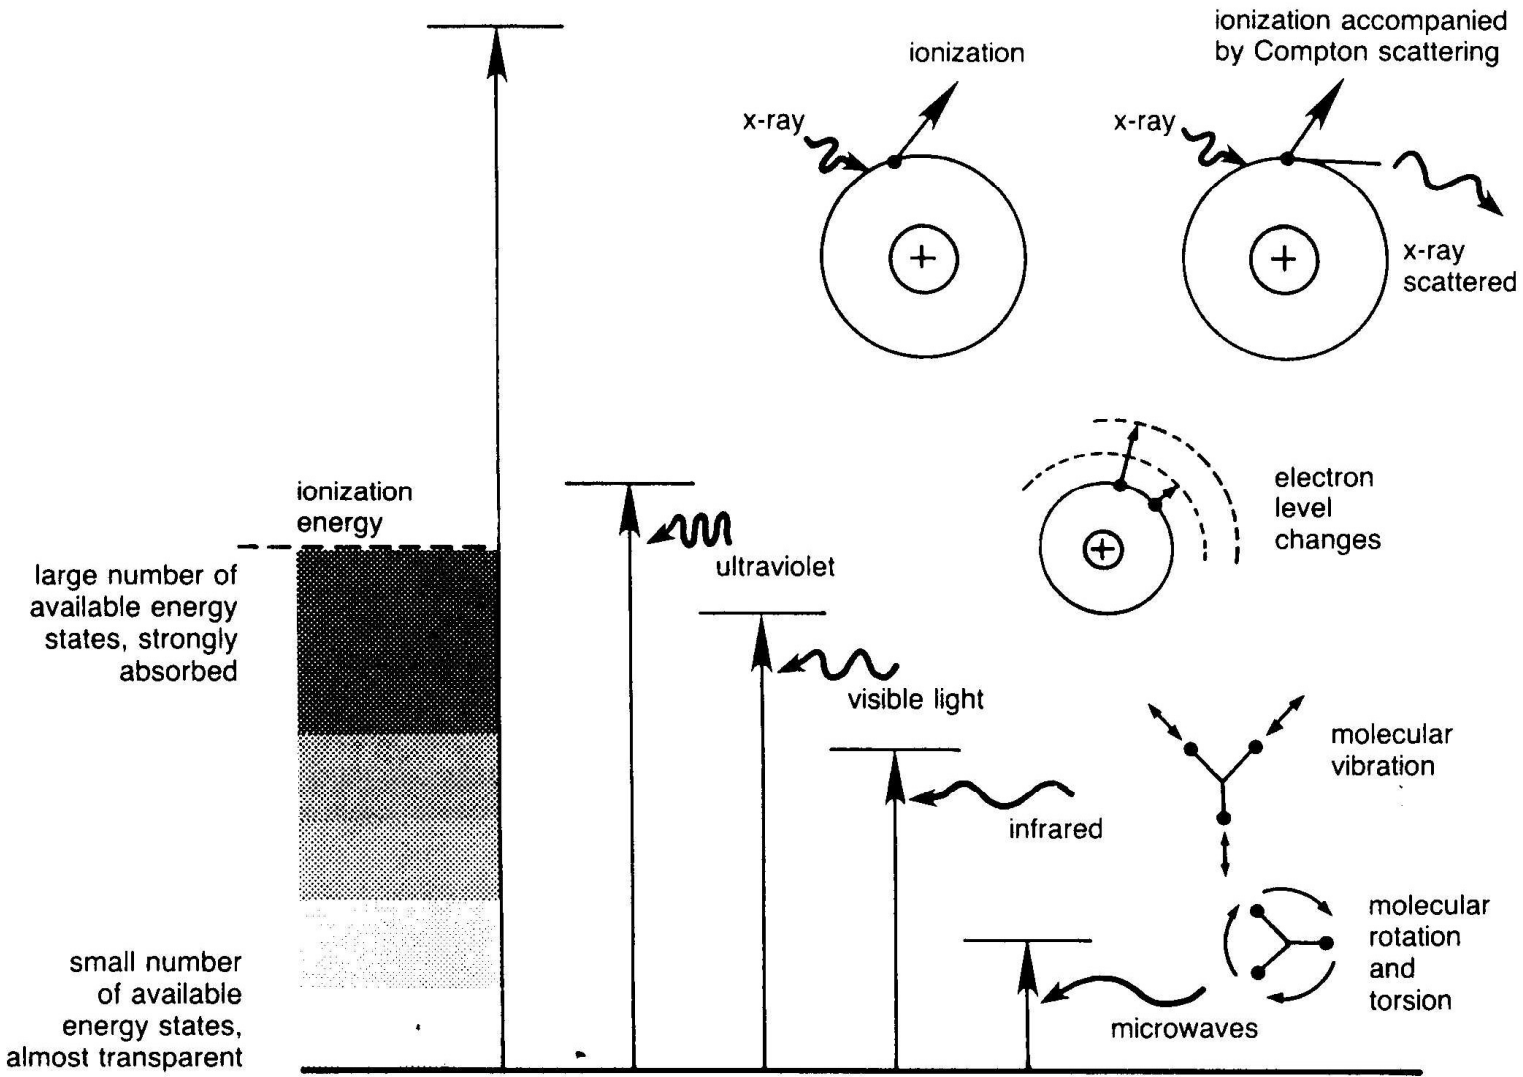 ionization accompanied
by Compton scattering
ionization
x-ray
x-ray
+
+
x-ray
scattered
ionization
energy
electron
level
changes
+
large number of
available energy
states, strongly
absorbed
ultraviolet
visible light
molecular
vibration
infrared
molecular
rotation
and
torsion
small number
of available
energy states,
almost transparent
microwaves